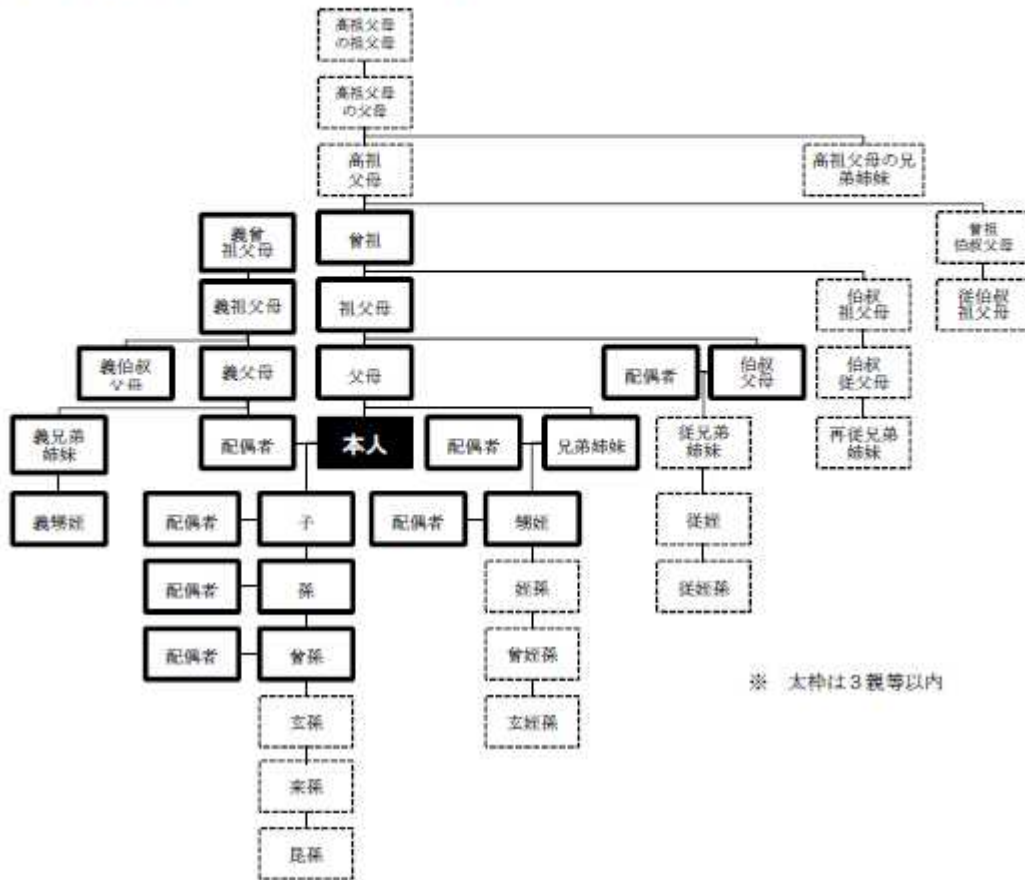 高祖父母
の祖父母
高祖父母
の父母
高祖
父母
高祖父母の兄
弟姉妹
義曾
祖父母
曾祖
曾祖
伯叔父母
義祖父母
祖父母
伯叔
祖父母
従伯叔
祖父母
義伯叔
父母
義父母
父母
配偶者
伯叔
父母
伯叔
従父母
義兄弟
姉妹
配偶者
本人
配偶者
兄弟姉妹
従兄弟
姉妹
再従兄弟
姉妹
義甥姪
配偶者
子
配偶者
甥姪
従姪
配偶者
孫
姪孫
従姪孫
配偶者
曾孫
曾姪孫
※ 太枠は3親等以内
玄孫
玄姪孫
来孫
昆孫